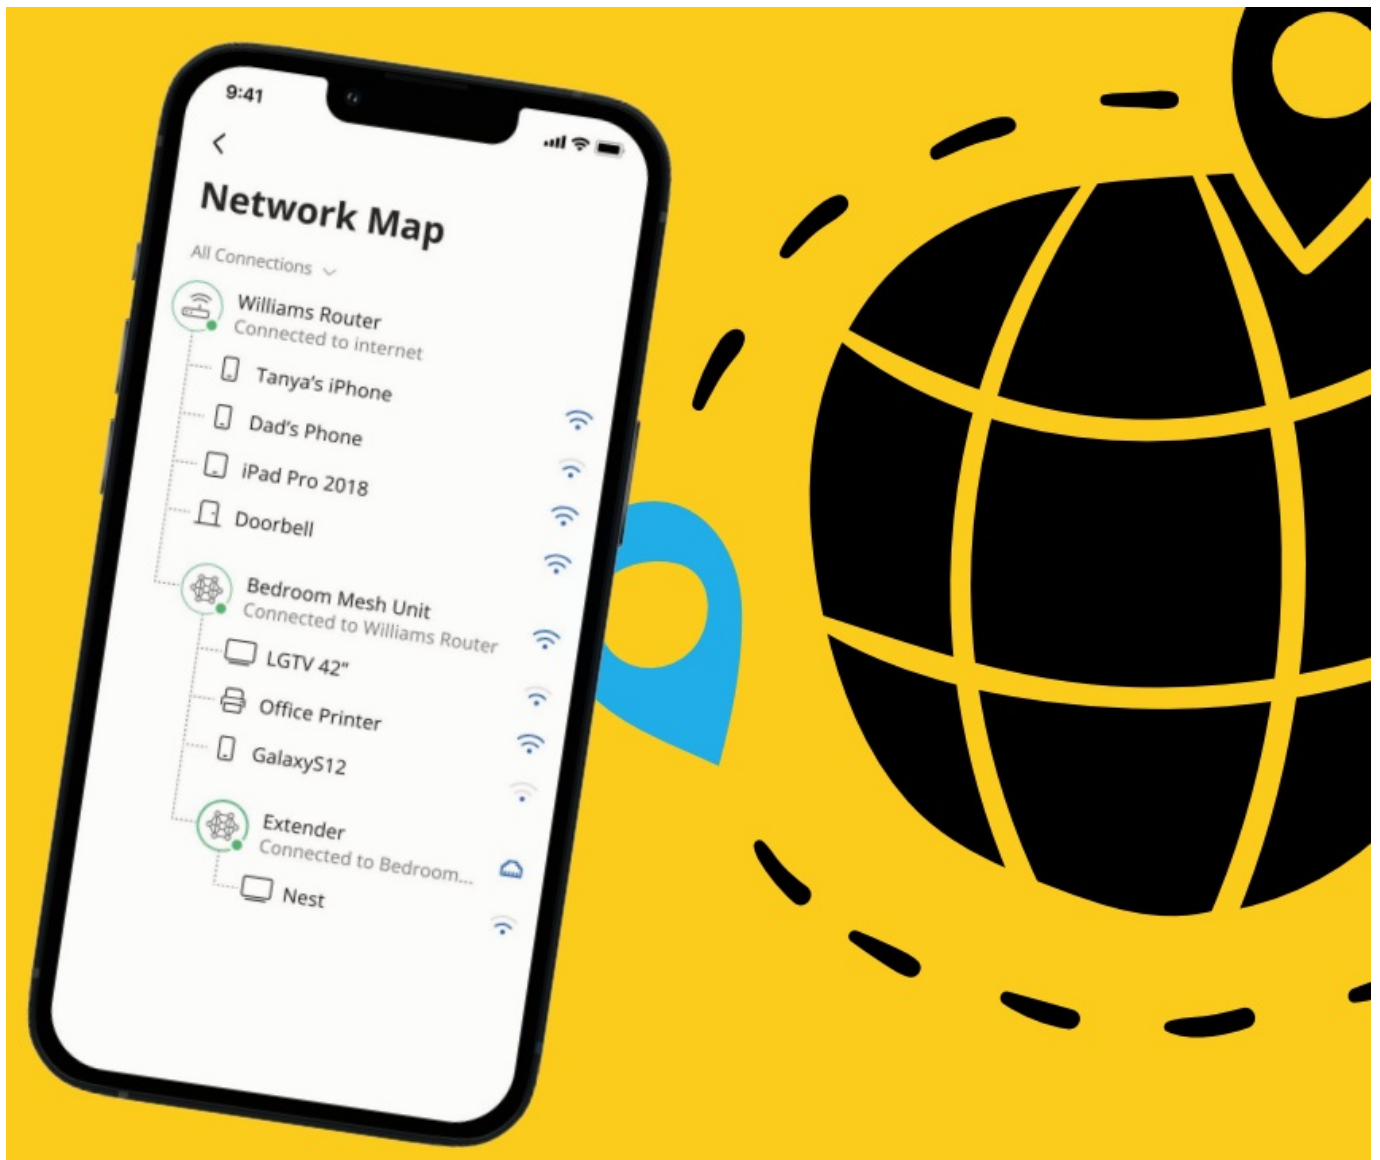 9:41
Network Map
All Connections
Williams Router
Connected to internet
Tanya's iPhone
Dad's Phone
iPad Pro 2018
Doorbell
Bedroom Mesh Unit
Connected to Williams Router
LGTV 42"
Office Printer
GalaxyS12
Extender
Connected to Bedroom...
Nest